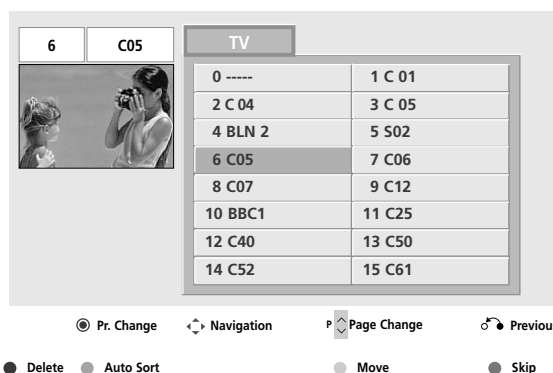 6 C05 TV
0 ----- 1 C 01
2 C 04 3 C 05
4 BLN 2 5 S02
6 C05 7 C06
8 C07 9 C12
10 BBC1 11 C25
12 C40 13 C50
14 C52 15 C61
Pr. Change Navigation P Page Change Previou
Delete Auto Sort Move Skip